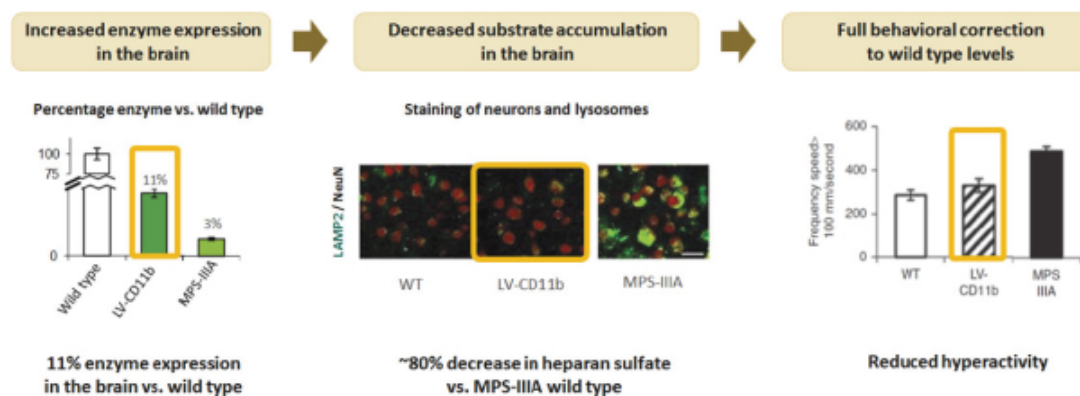 Increased enzyme expression
in the brain
Decreased substrate accumulation
in the brain
Full behavioral correction
to wild type levels
Percentage enzyme vs. wild type
100
75
0
11%
3%
Wild type
LV-CD11b
MPS-IIIA
Staining of neurons and lysosomes
LAMP2 / NeuN
WT
LV-CD11b
MPS-IIIA
Frequency speed>
100 mm/second
600
400
200
0
WT
LV-
CD11b
MPS
IIIA
11% enzyme expression
in the brain vs. wild type
~80% decrease in heparan sulfate
vs. MPS-IIIA wild type
Reduced hyperactivity